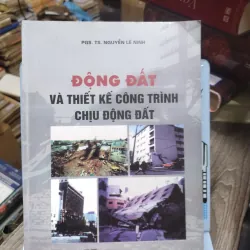 PGS. TS. NGUYỄN LÊ NINH
ĐỘNG ĐẤT
VÀ THIẾT KẾ CÔNG TRÌNH
CHỊU ĐỘNG ĐẤT